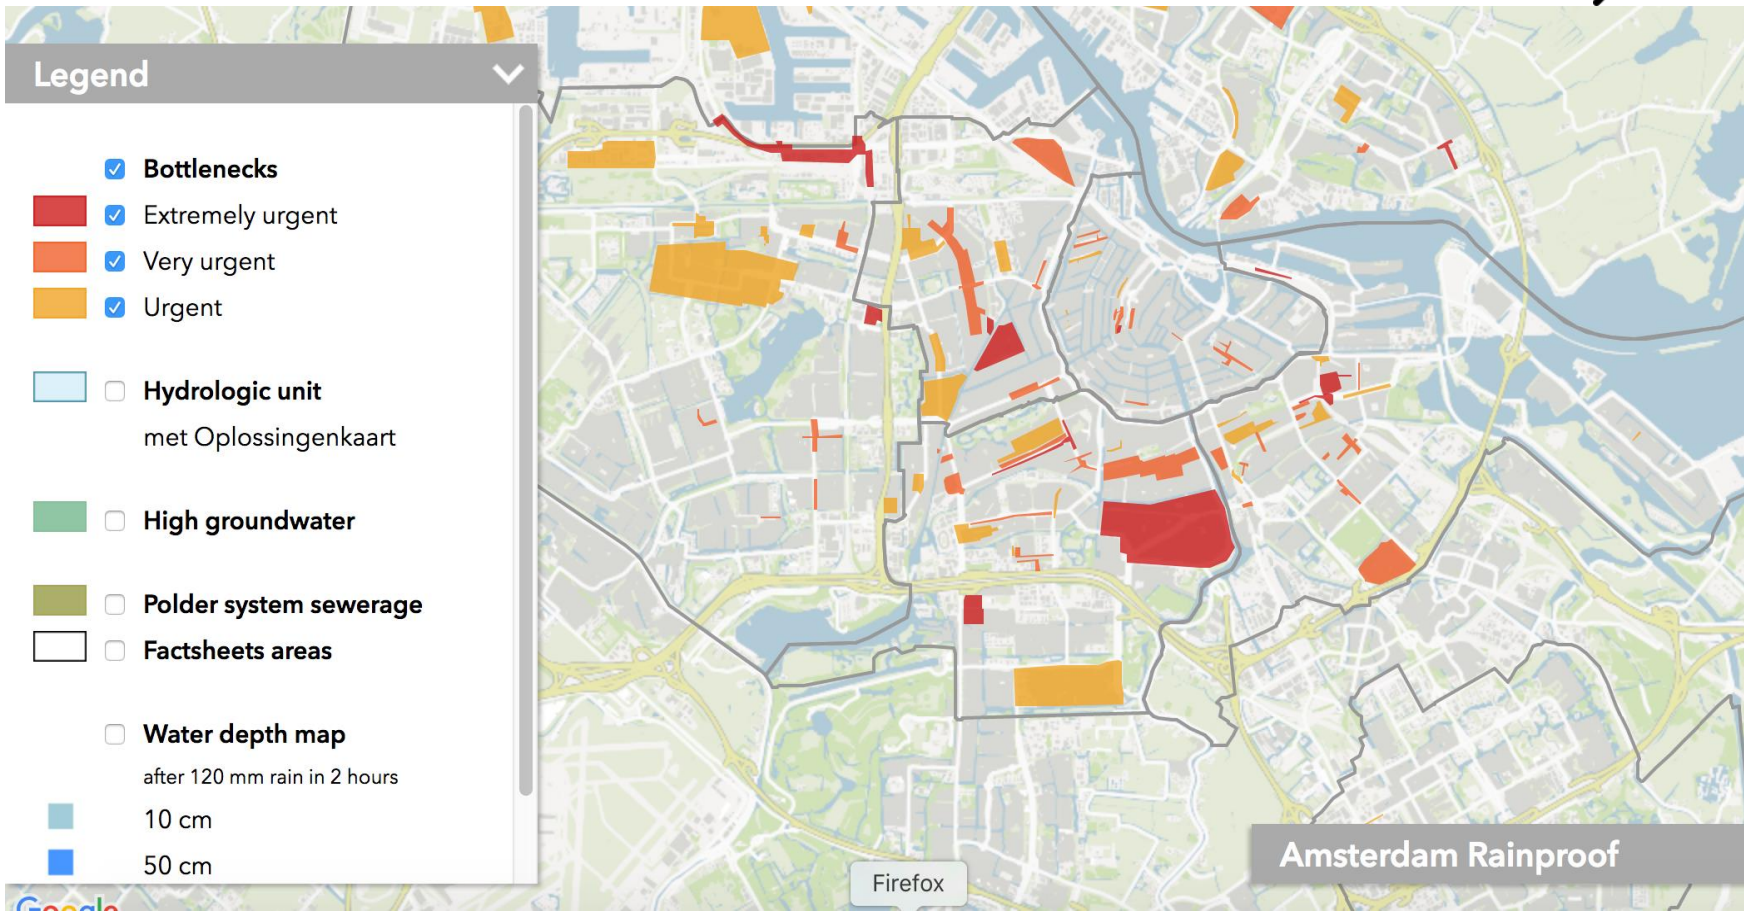 Legend
Bottlenecks
Extremely urgent
Very urgent
Urgent
Hydrologic unit
met Oplossingenkaart
High groundwater
Polder system sewerage
Factsheets areas
Water depth map
after 120 mm rain in 2 hours
10 cm
50 cm
Google
Firefox
Amsterdam Rainproof